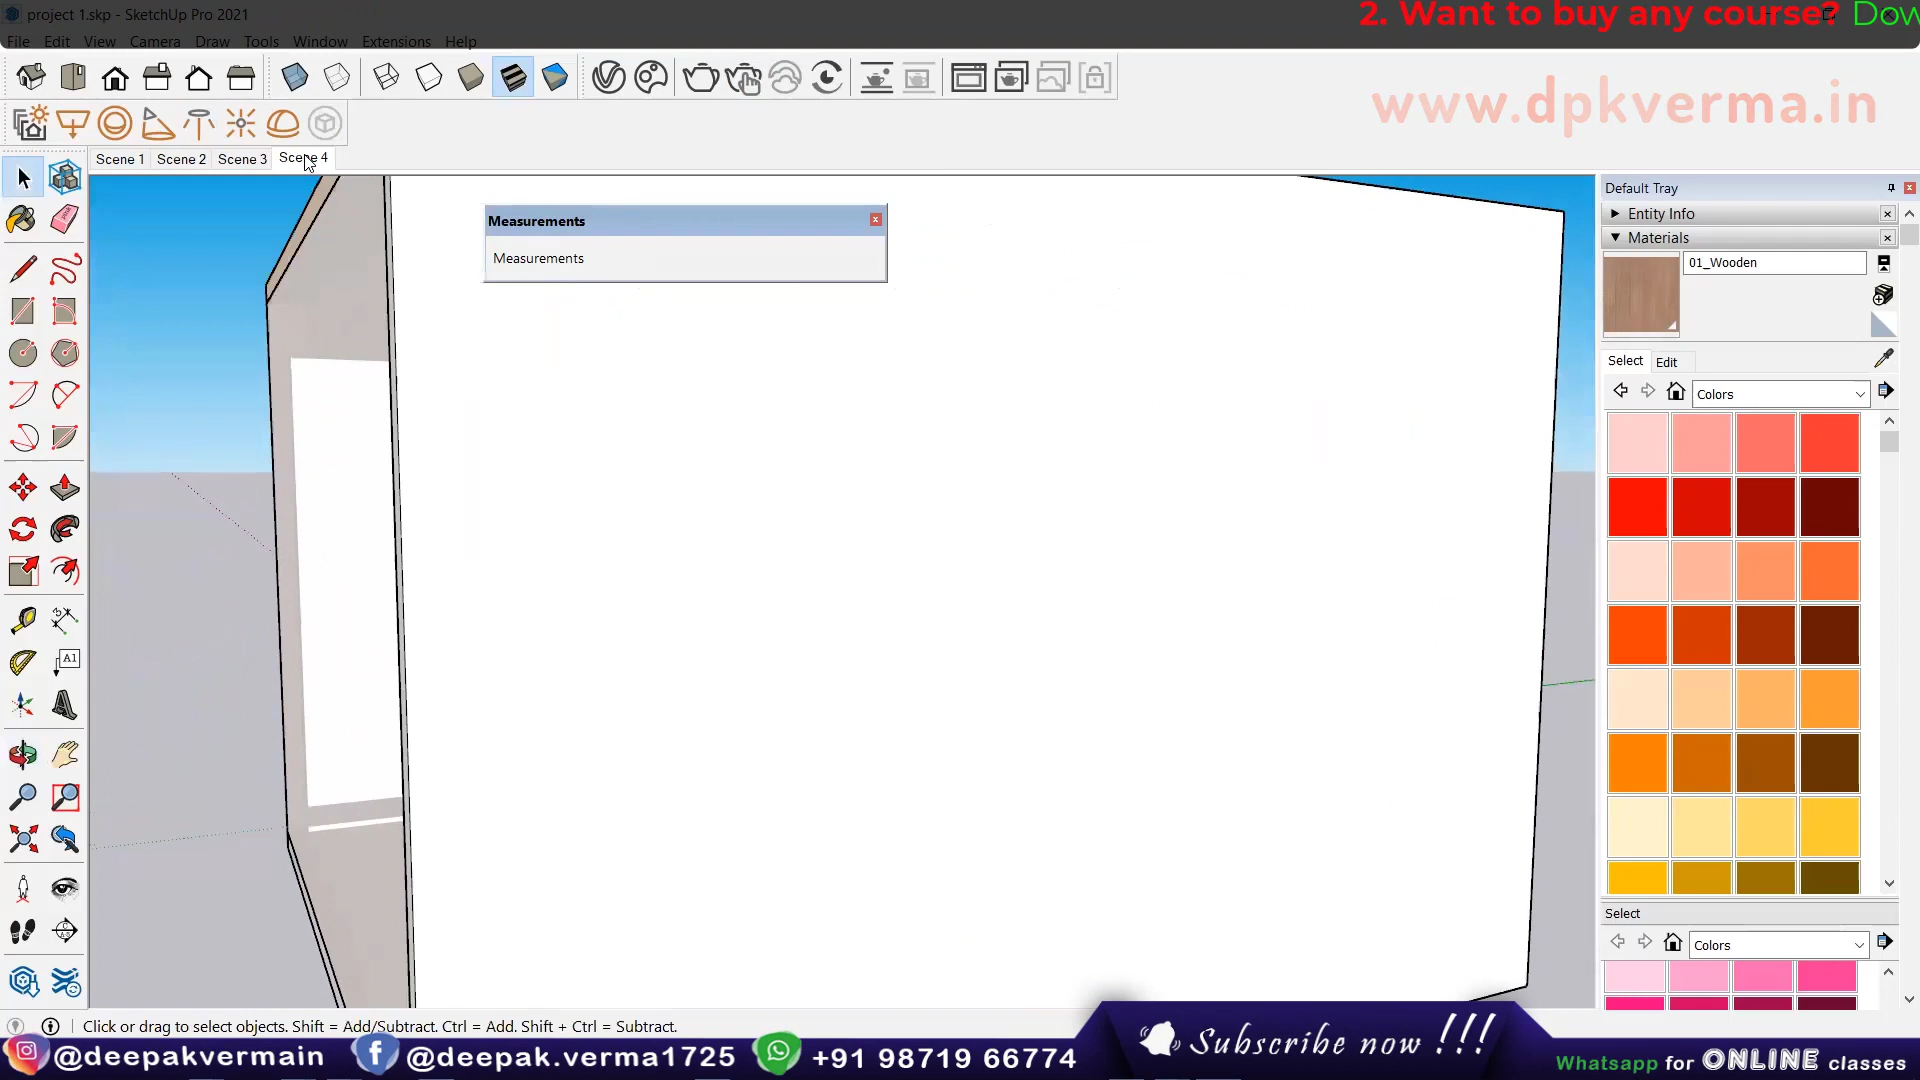 project 1.skp - SketchUp Pro 2021
2. Want to buy any course? Dow
File Edit View Camera Draw Tools Window Extensions Help
www.dpkverma.in
Scene 1 Scene 2 Scene 3 Scene 4
Default Tray
Entity Info
Materials
01_Wooden
Measurements
Measurements
Select Edit
Colors
A1
Select
Colors
Click or drag to select objects. Shift = Add/Subtract. Ctrl = Add. Shift + Ctrl = Subtract.
@deepakvermain @deepak.verma1725 +91 98719 66774
Subscribe now !!!
Whatsapp for ONLINE classes